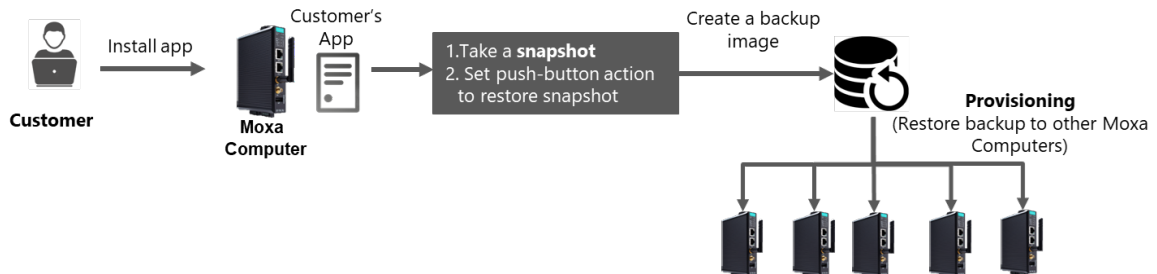 Customer
Install app
Moxa
Computer
Customer's
App
1.Take a snapshot
2. Set push-button action
to restore snapshot
Create a backup
image
Provisioning
(Restore backup to other Moxa
Computers)